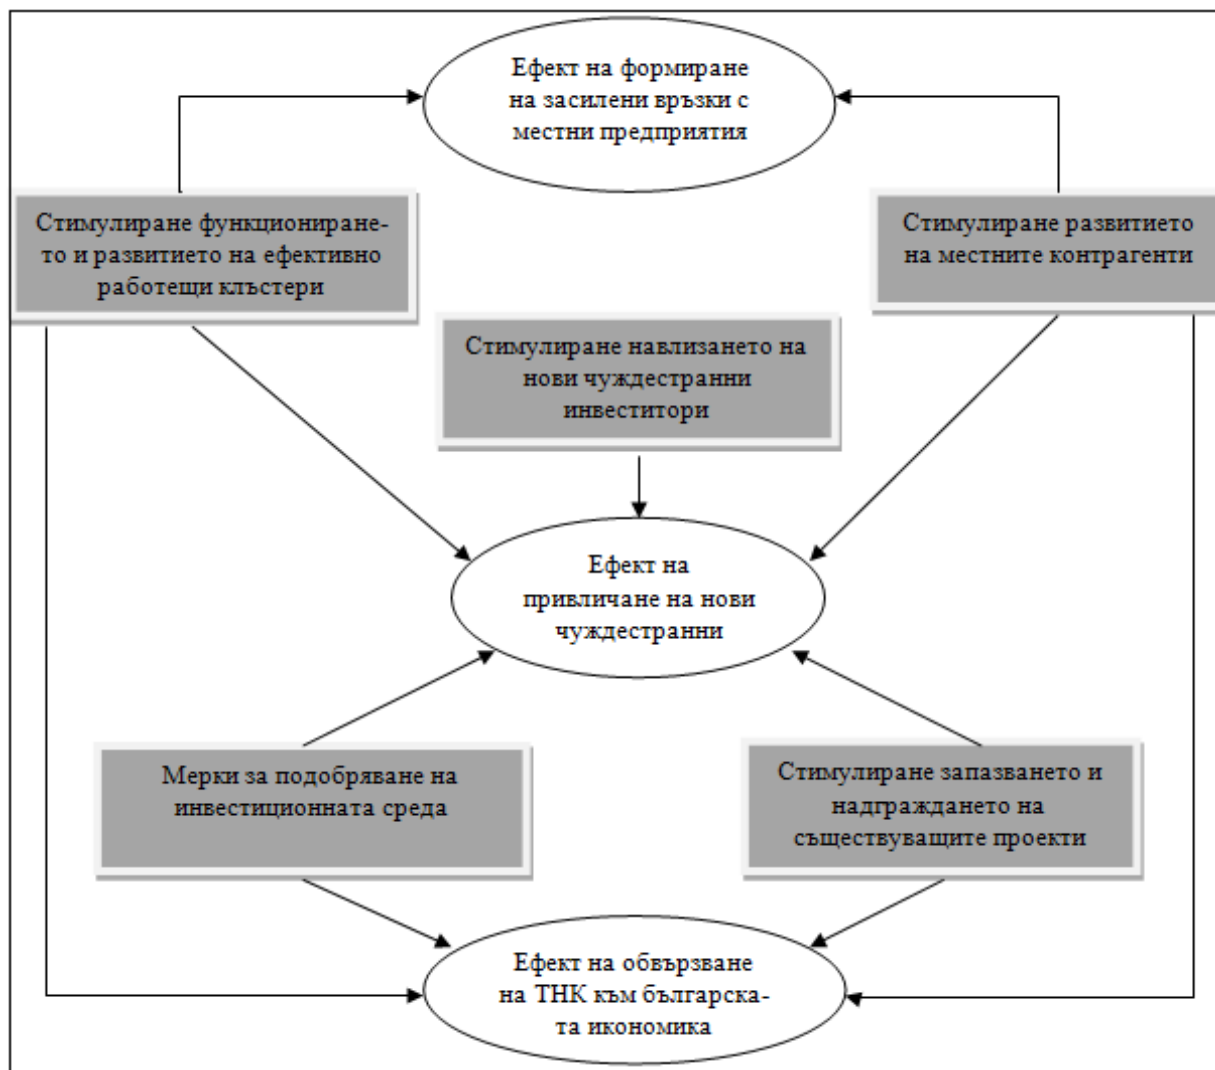 Ефект на формиране
на засилени връзки с
местни предприятия
Стимулиране функциониране-
то и развитието на ефективно
работещи клъстери
Стимулиране развитието
на местните контрагенти
Стимулиране навлизането на
нови чуждестранни
инвеститори
Ефект на
привличане на нови
чуждестранни
Мерки за подобряване на
инвестиционната среда
Стимулиране запазването и
надграждането на
съществуващите проекти
Ефект на обвързване
на ТНК към българска-
та икономика